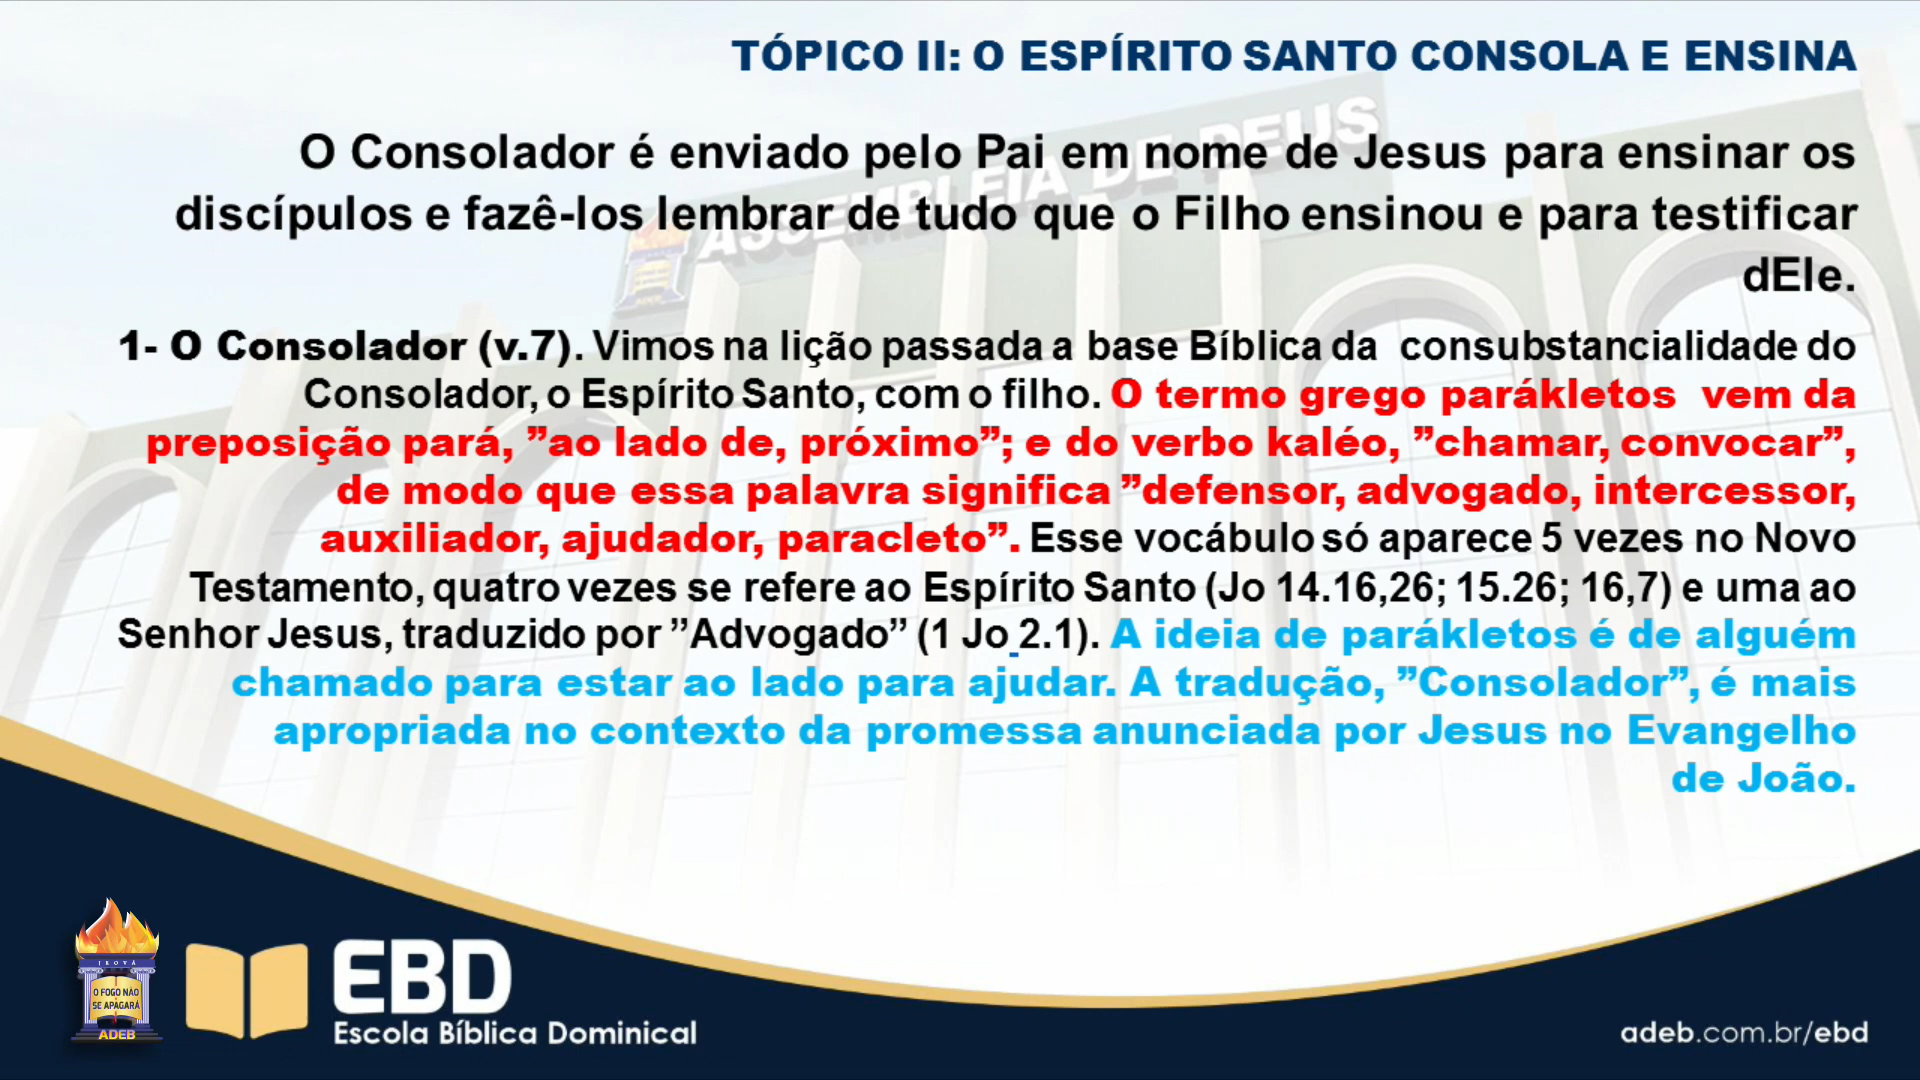 TÓPICO II: O ESPÍRITO SANTO CONSOLA E ENSINA
ASSEMBLEIA DE DEUS
O Consolador é enviado pelo Pai em nome de Jesus para ensinar os
discípulos e fazê-los lembrar de tudo que o Filho ensinou e para testificar
dEle.
1- O Consolador (v.7). Vimos na lição passada a base Bíblica da consubstancialidade do
Consolador, o Espírito Santo, com o filho. O termo grego parákletos vem da
preposição pará, ”ao lado de, próximo”; e do verbo kaléo, ”chamar, convocar”,
de modo que essa palavra significa ”defensor, advogado, intercessor,
auxiliador, ajudador, paracleto”. Esse vocábulo só aparece 5 vezes no Novo
Testamento, quatro vezes se refere ao Espírito Santo (Jo 14.16,26; 15.26; 16,7) e uma ao
Senhor Jesus, traduzido por ”Advogado” (1 Jo 2.1). A ideia de parákletos é de alguém
chamado para estar ao lado para ajudar. A tradução, ”Consolador”, é mais
apropriada no contexto da promessa anunciada por Jesus no Evangelho
de João.
JEOVÁ
O FOGO NÃO
SE APAGARÁ
ADEB
EBD
Escola Bíblica Dominical
adeb.com.br/ebd